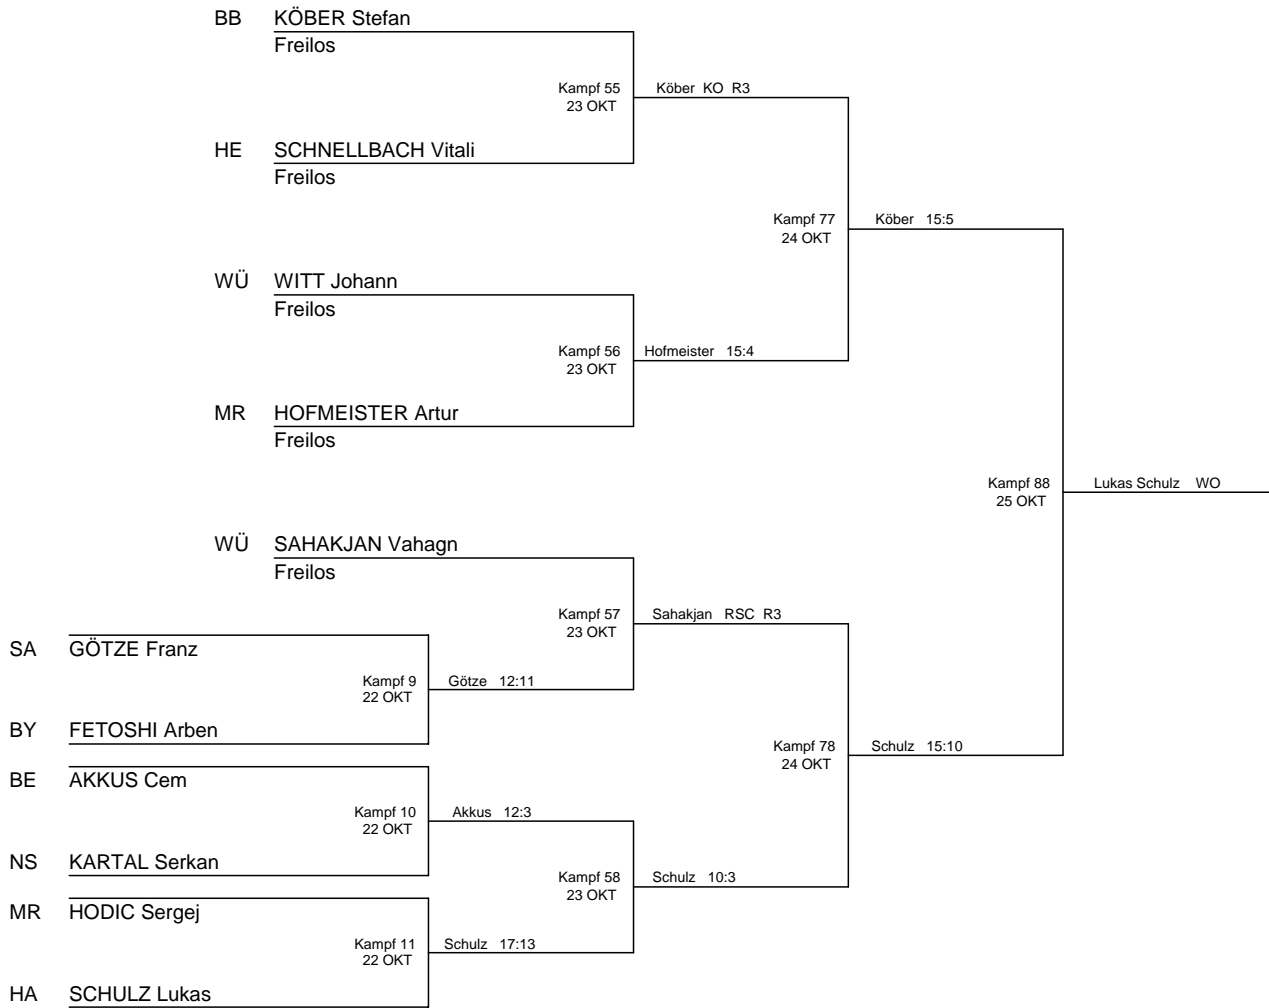 BB KÖBER Stefan
Freilos
Kampf 55 Köber KO R3
23 OKT
HE SCHNELLBACH Vitali
Freilos
Kampf 77 Köber 15:5
24 OKT
WÜ WITT Johann
Freilos
Kampf 56 Hofmeister 15:4
23 OKT
MR HOFMEISTER Artur
Freilos
Kampf 88 Lukas Schulz WO
25 OKT
WÜ SAHAKJAN Vahagn
Freilos
Kampf 57 Sahakjan RSC R3
23 OKT
SA GÖTZE Franz
Kampf 9 Götze 12:11
22 OKT
BY FETOSHI Arben
Kampf 78 Schulz 15:10
24 OKT
BE AKKUS Cem
Kampf 10 Akkus 12:3
22 OKT
NS KARTAL Serkan
Kampf 58 Schulz 10:3
23 OKT
MR HODIC Sergej
Kampf 11 Schulz 17:13
22 OKT
HA SCHULZ Lukas